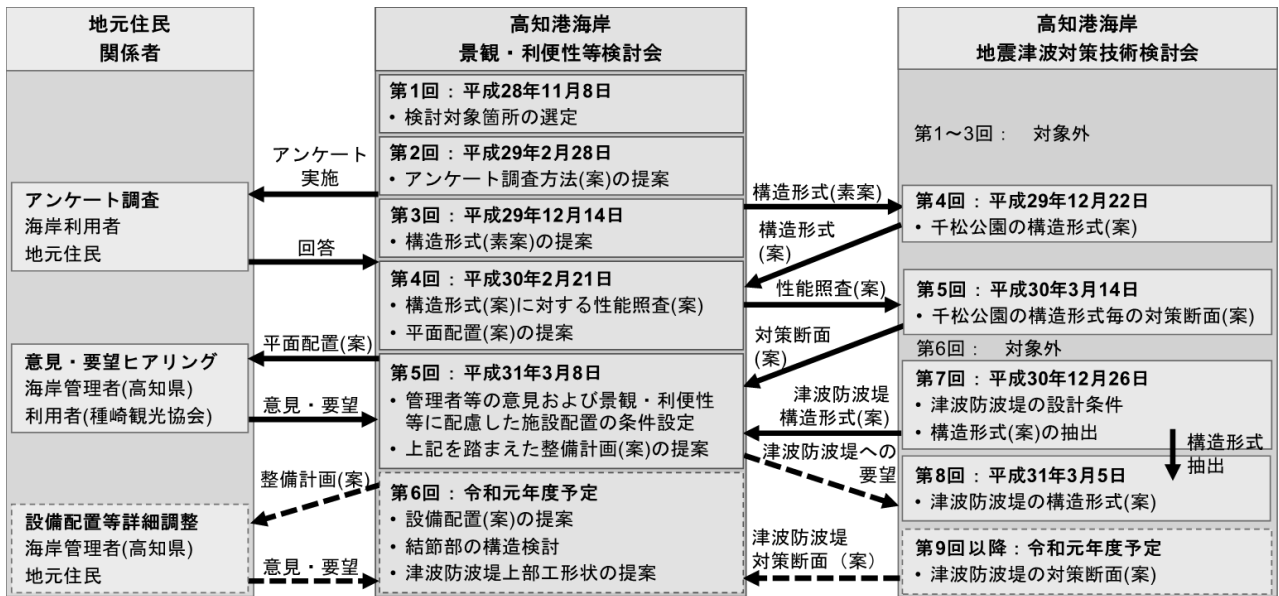 地元住民
関係者
アンケート調査
海岸利用者
地元住民
意見・要望ヒアリング
海岸管理者(高知県)
利用者(種崎観光協会)
設備配置等詳細調整
海岸管理者(高知県)
地元住民
アンケート
実施
回答
平面配置(案)
意見・要望
整備計画(案)
意見・要望
高知港海岸
景観・利便性等検討会
第1回：平成28年11月8日
• 検討対象箇所の選定
第2回：平成29年2月28日
• アンケート調査方法(案)の提案
第3回：平成29年12月14日
• 構造形式(素案)の提案
第4回：平成30年2月21日
• 構造形式(案)に対する性能照査(案)
• 平面配置(案)の提案
第5回：平成31年3月8日
• 管理者等の意見および景観・利便性
等に配慮した施設配置の条件設定
• 上記を踏まえた整備計画(案)の提案
第6回：令和元年度予定
• 設備配置(案)の提案
• 結節部の構造検討
• 津波防波堤上部工形状の提案
構造形式(素案)
構造形式
(案)
性能照査(案)
対策断面
(案)
津波防波堤
構造形式(案)
津波防波堤への
要望
津波防波堤
対策断面（案）
高知港海岸
地震津波対策技術検討会
第1～3回：　対象外
第4回：平成29年12月22日
• 千松公園の構造形式(案)
第5回：平成30年3月14日
• 千松公園の構造形式毎の対策断面(案)
第6回：　対象外
第7回：平成30年12月26日
• 津波防波堤の設計条件
• 構造形式(案)の抽出
構造形式
抽出
第8回：平成31年3月5日
• 津波防波堤の構造形式(案)
第9回以降：令和元年度予定
• 津波防波堤の対策断面(案)